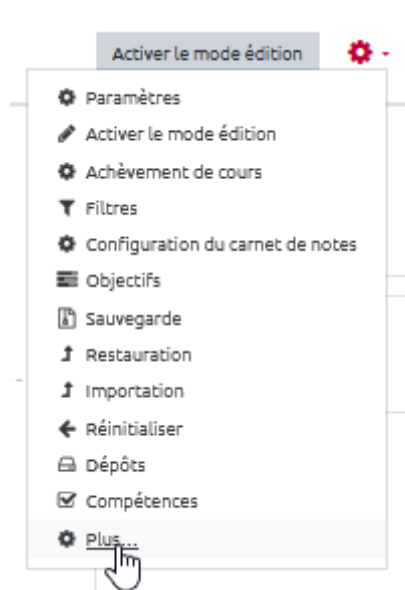 Activer le mode édition
Paramètres
Activer le mode édition
Achèvement de cours
Filtres
Configuration du carnet de notes
Objectifs
Sauvegarde
Restauration
Importation
Réinitialiser
Dépôts
Compétences
Plus...